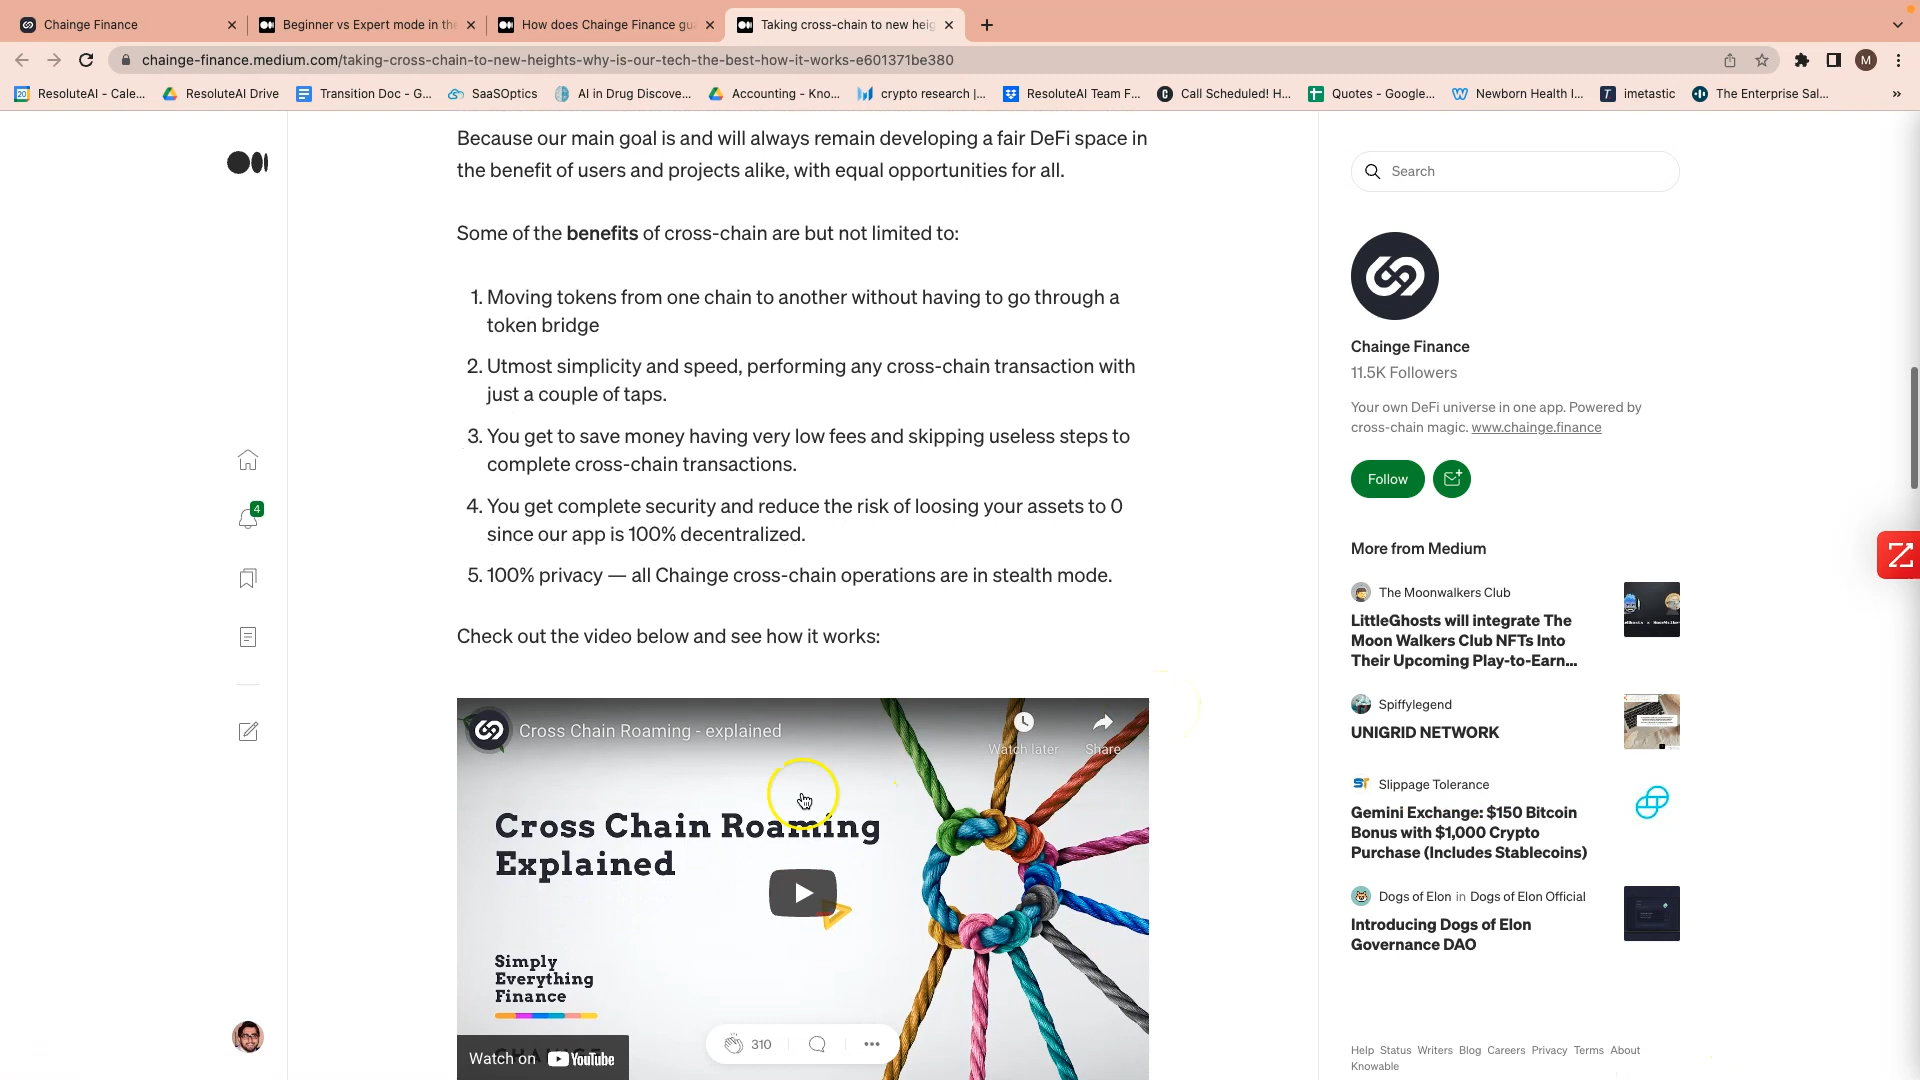 Chainge Finance
Beginner vs Expert mode in the
How does Chainge Finance gua
Taking cross-chain to new heig
chainge-finance.medium.com/taking-cross-chain-to-new-heights-why-is-our-tech-the-best-how-it-works-e601371be380
M
ResoluteAI - Cale...
ResoluteAI Drive
Transition Doc - G...
SaaSOptics
AI in Drug Discove...
Accounting - Kno...
crypto research |...
ResoluteAI Team F...
Call Scheduled! H...
Quotes - Google...
Newborn Health I...
imetastic
The Enterprise Sal...
Because our main goal is and will always remain developing a fair DeFi space in
the benefit of users and projects alike, with equal opportunities for all.
Some of the benefits of cross-chain are but not limited to:
1. Moving tokens from one chain to another without having to go through a
token bridge
2. Utmost simplicity and speed, performing any cross-chain transaction with
just a couple of taps.
3. You get to save money having very low fees and skipping useless steps to
complete cross-chain transactions.
4. You get complete security and reduce the risk of loosing your assets to 0
since our app is 100% decentralized.
5. 100% privacy — all Chainge cross-chain operations are in stealth mode.
Check out the video below and see how it works:
Cross Chain Roaming - explained
Watch later
Share
Cross Chain Roaming
Explained
Simply
Everything
Finance
Watch on YouTube
310
4
Search
Chainge Finance
11.5K Followers
Your own DeFi universe in one app. Powered by
cross-chain magic. www.chainge.finance
Follow
More from Medium
The Moonwalkers Club
LittleGhosts will integrate The
Moon Walkers Club NFTs Into
Their Upcoming Play-to-Earn...
Spiffylegend
UNIGRID NETWORK
Slippage Tolerance
Gemini Exchange: $150 Bitcoin
Bonus with $1,000 Crypto
Purchase (Includes Stablecoins)
Dogs of Elon in Dogs of Elon Official
Introducing Dogs of Elon
Governance DAO
Help Status Writers Blog Careers Privacy Terms About
Knowable